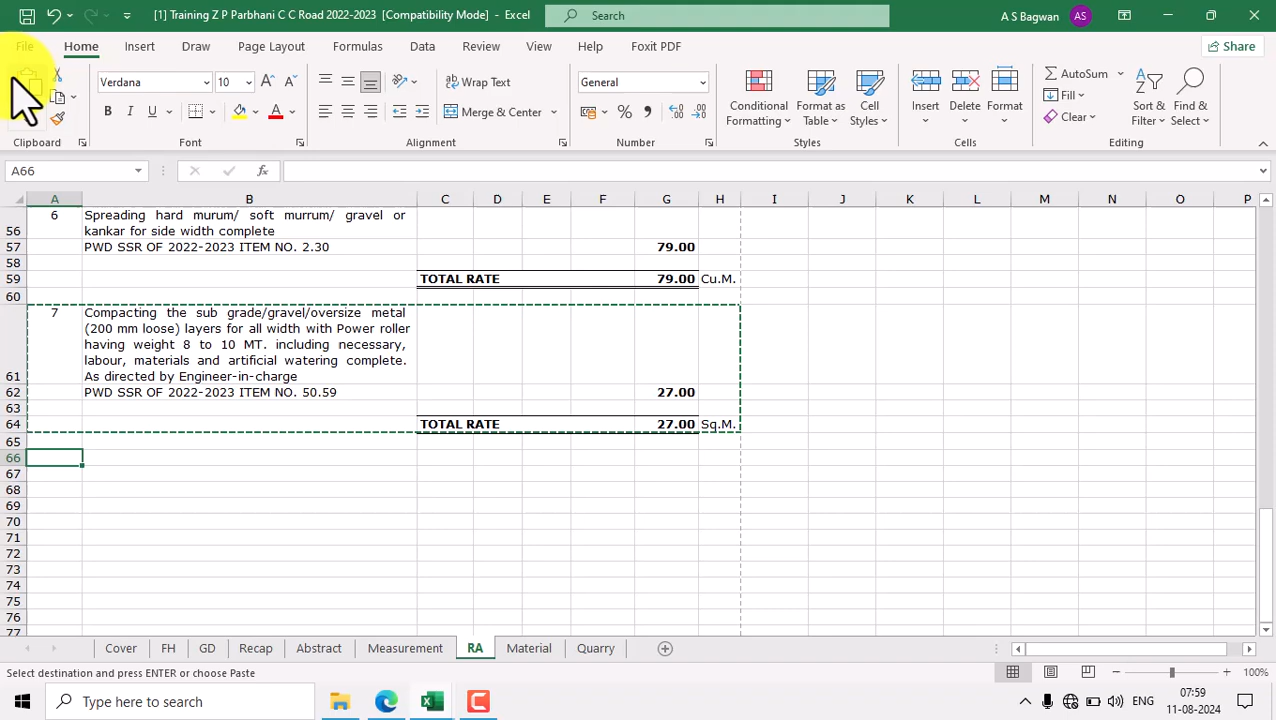 [1] Training Z P Parbhani C C Road 2022-2023 [Compatibility Mode] - Excel
Search
A S Bagwan
AS
File
Home
Insert
Draw
Page Layout
Formulas
Data
Review
View
Help
Foxit PDF
Share
Verdana
10
Wrap Text
General
Conditional Formatting
Format as Table
Cell Styles
Insert
Delete
Format
AutoSum
Fill
Clear
Sort & Filter
Find & Select
B I U
Merge & Center
Clipboard
Font
Alignment
Number
Styles
Cells
Editing
A66
fx
A B C D E F G H I J K L M N O P
6 Spreading hard murum/ soft murrum/ gravel or
56 kankar for side width complete
57 PWD SSR OF 2022-2023 ITEM NO. 2.30 79.00
58
59 TOTAL RATE 79.00 Cu.M.
60
7 Compacting the sub grade/gravel/oversize metal
(200 mm loose) layers for all width with Power roller
having weight 8 to 10 MT. including necessary,
labour, materials and artificial watering complete.
61 As directed by Engineer-in-charge
62 PWD SSR OF 2022-2023 ITEM NO. 50.59 27.00
63
64 TOTAL RATE 27.00 Sq.M.
65
66
67
68
69
70
71
72
73
74
75
76
77
Cover
FH
GD
Recap
Abstract
Measurement
RA
Material
Quarry
Select destination and press ENTER or choose Paste
100%
Type here to search
ENG
07:59
11-08-2024